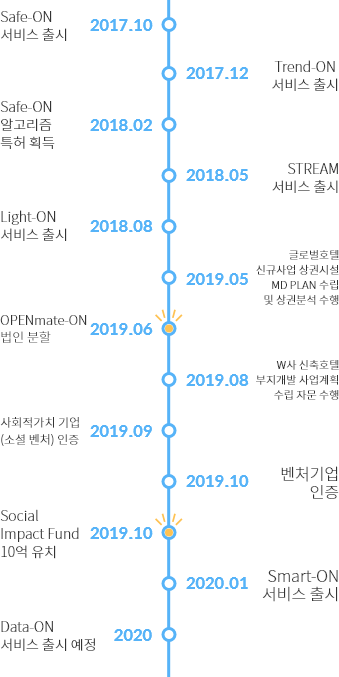 Safe-ON
서비스 출시
2017.10
2017.12
Trend-ON
서비스 출시
Safe-ON
알고리즘
특허 획득
2018.02
2018.05
STREAM
서비스 출시
Light-ON
서비스 출시
2018.08
2019.05
글로벌호텔
신규사업 상권시설
MD PLAN 수립
및 상권분석 수행
OPENmate-ON
법인 분할
2019.06
2019.08
W사 신축호텔
부지개발 사업계획
수립 자문 수행
사회적가치 기업
(소셜 벤처) 인증
2019.09
2019.10
벤처기업
인증
Social
Impact Fund
10억 유치
2019.10
2020.01
Smart-ON
서비스 출시
Data-ON
서비스 출시 예정
2020